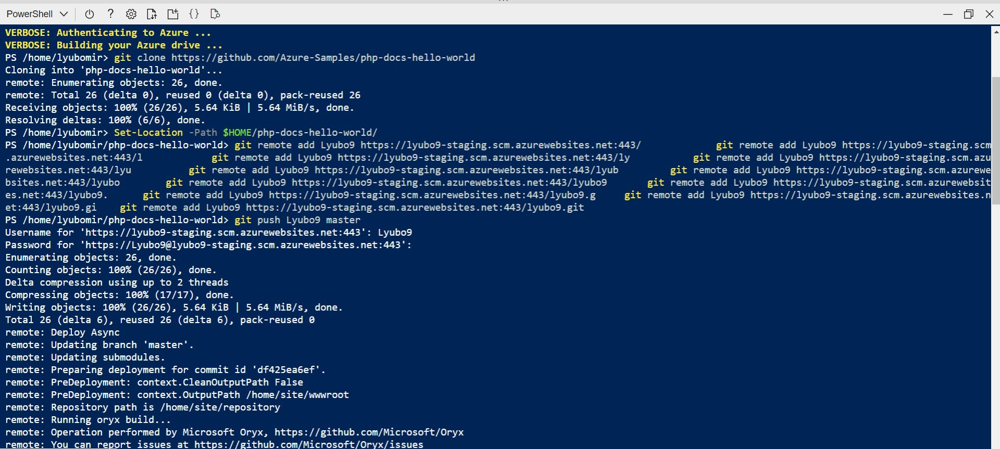 PowerShell
VERBOSE: Authenticating to Azure ...
VERBOSE: Building your Azure drive ...
PS /home/lyubomir> git clone https://github.com/Azure-Samples/php-docs-hello-world
Cloning into 'php-docs-hello-world'...
remote: Enumerating objects: 26, done.
remote: Total 26 (delta 0), reused 0 (delta 0), pack-reused 26
Receiving objects: 100% (26/26), 5.64 KiB | 5.64 MiB/s, done.
Resolving deltas: 100% (6/6), done.
PS /home/lyubomir> Set-Location -Path $HOME/php-docs-hello-world/
PS /home/lyubomir/php-docs-hello-world> git remote add Lyubo9 https://lyubo9-staging.scm.azurewebsites.net:443/ git remote add Lyubo9 https://lyubo9-staging.scm
.azurewebsites.net:443/l git remote add Lyubo9 https://lyubo9-staging.scm.azurewebsites.net:443/ly git remote add Lyubo9 https://lyubo9-staging.scm.azu
rewebsites.net:443/lyu git remote add Lyubo9 https://lyubo9-staging.scm.azurewebsites.net:443/lyub git remote add Lyubo9 https://lyubo9-staging.scm.azurewe
bsites.net:443/lyubo git remote add Lyubo9 https://lyubo9-staging.scm.azurewebsites.net:443/lyubo9 git remote add Lyubo9 https://lyubo9-staging.scm.azurewebsit
es.net:443/lyubo9. git remote add Lyubo9 https://lyubo9-staging.scm.azurewebsites.net:443/lyubo9.g git remote add Lyubo9 https://lyubo9-staging.scm.azurewebsites.n
et:443/lyubo9.gi git remote add Lyubo9 https://lyubo9-staging.scm.azurewebsites.net:443/lyubo9.git
PS /home/lyubomir/php-docs-hello-world> git push Lyubo9 master
Username for 'https://lyubo9-staging.scm.azurewebsites.net:443': Lyubo9
Password for 'https://Lyubo9@lyubo9-staging.scm.azurewebsites.net:443':
Enumerating objects: 26, done.
Counting objects: 100% (26/26), done.
Delta compression using up to 2 threads
Compressing objects: 100% (17/17), done.
Writing objects: 100% (26/26), 5.64 KiB | 5.64 MiB/s, done.
Total 26 (delta 6), reused 26 (delta 6), pack-reused 0
remote: Deploy Async
remote: Updating branch 'master'.
remote: Updating submodules.
remote: Preparing deployment for commit id 'df425ea6ef'.
remote: PreDeployment: context.CleanOutputPath False
remote: PreDeployment: context.OutputPath /home/site/wwwroot
remote: Repository path is /home/site/repository
remote: Running oryx build...
remote: Operation performed by Microsoft Oryx, https://github.com/Microsoft/Oryx
remote: You can report issues at https://github.com/Microsoft/Oryx/issues